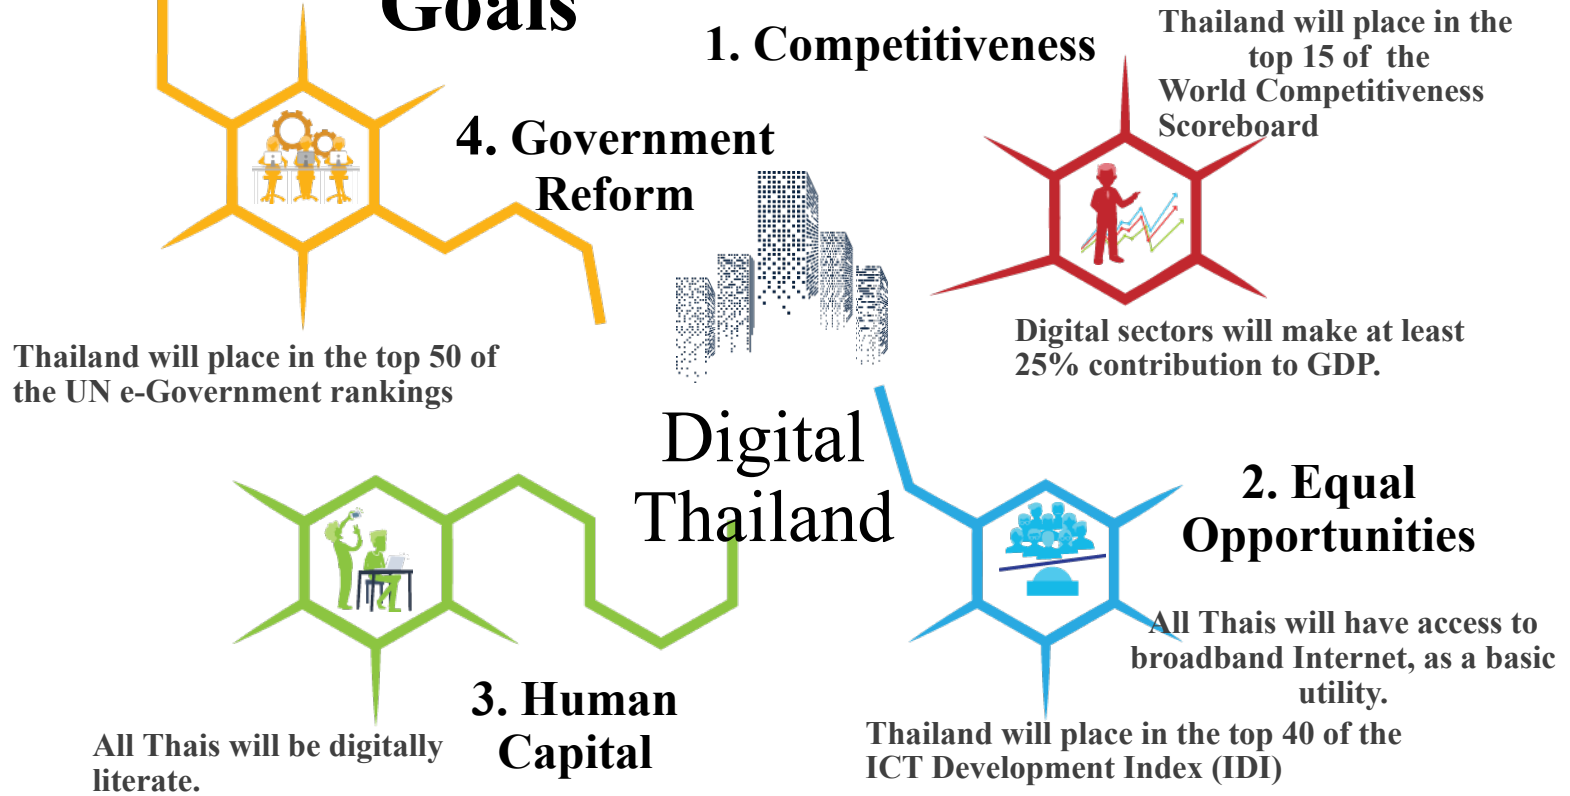 Goals
1. Competitiveness
Thailand will place in the
top 15 of the
World Competitiveness
Scoreboard
Digital sectors will make at least
25% contribution to GDP.
4. Government
Reform
Thailand will place in the top 50 of
the UN e-Government rankings
Digital
Thailand
2. Equal
Opportunities
All Thais will have access to
broadband Internet, as a basic
utility.
Thailand will place in the top 40 of the
ICT Development Index (IDI)
3. Human
Capital
All Thais will be digitally
literate.